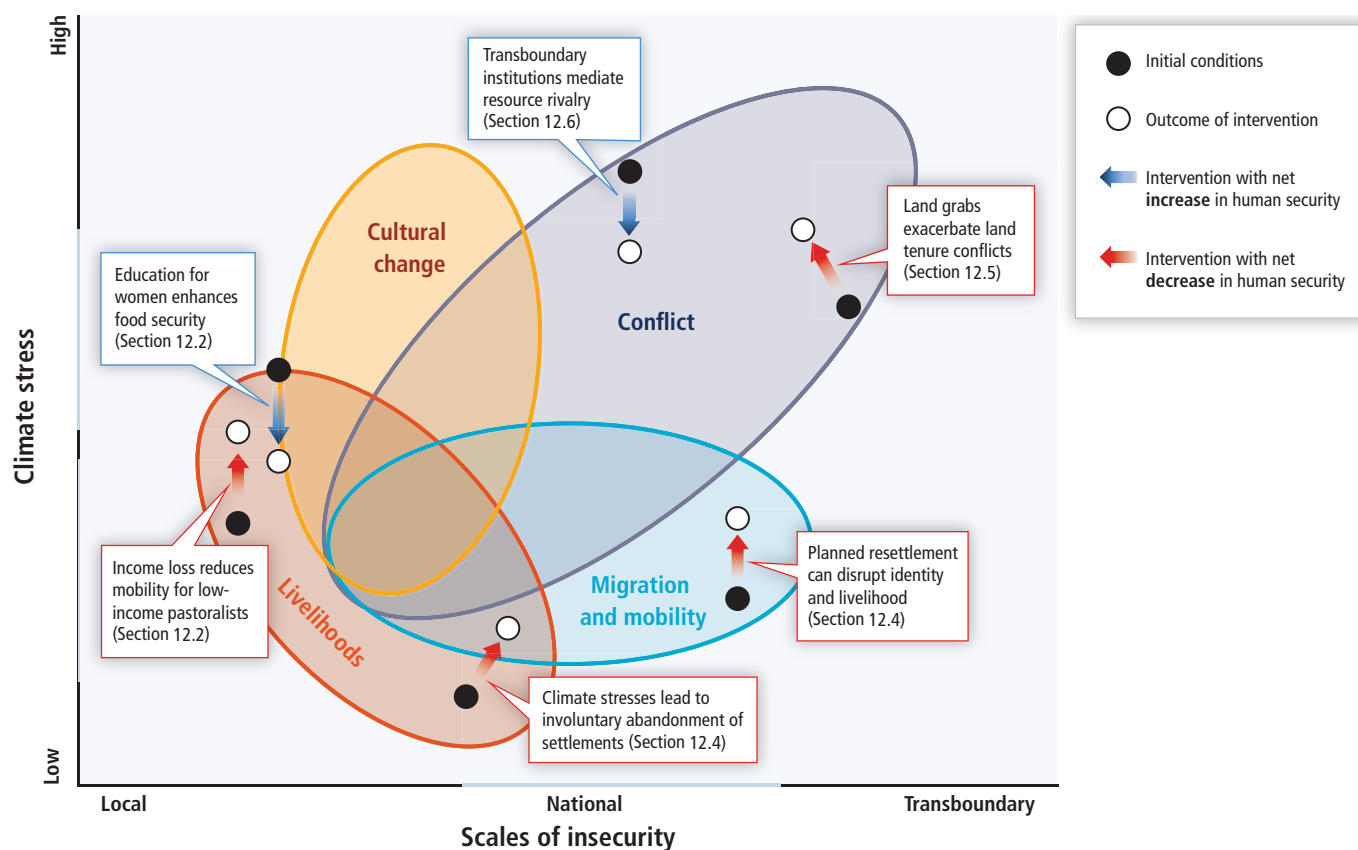 High
Climate stress
Low
Transboundary
institutions mediate
resource rivalry
(Section 12.6)
Cultural
change
Education for
women enhances
food security
(Section 12.2)
Conflict
Land grabs
exacerbate land
tenure conflicts
(Section 12.5)
Income loss reduces
mobility for low-
income pastoralists
(Section 12.2)
Livelihoods
Migration
and mobility
Planned resettlement
can disrupt identity
and livelihood
(Section 12.4)
Climate stresses lead to
involuntary abandonment of
settlements (Section 12.4)
Local
National
Transboundary
Scales of insecurity
Initial conditions
Outcome of intervention
Intervention with net
increase in human security
Intervention with net
decrease in human security